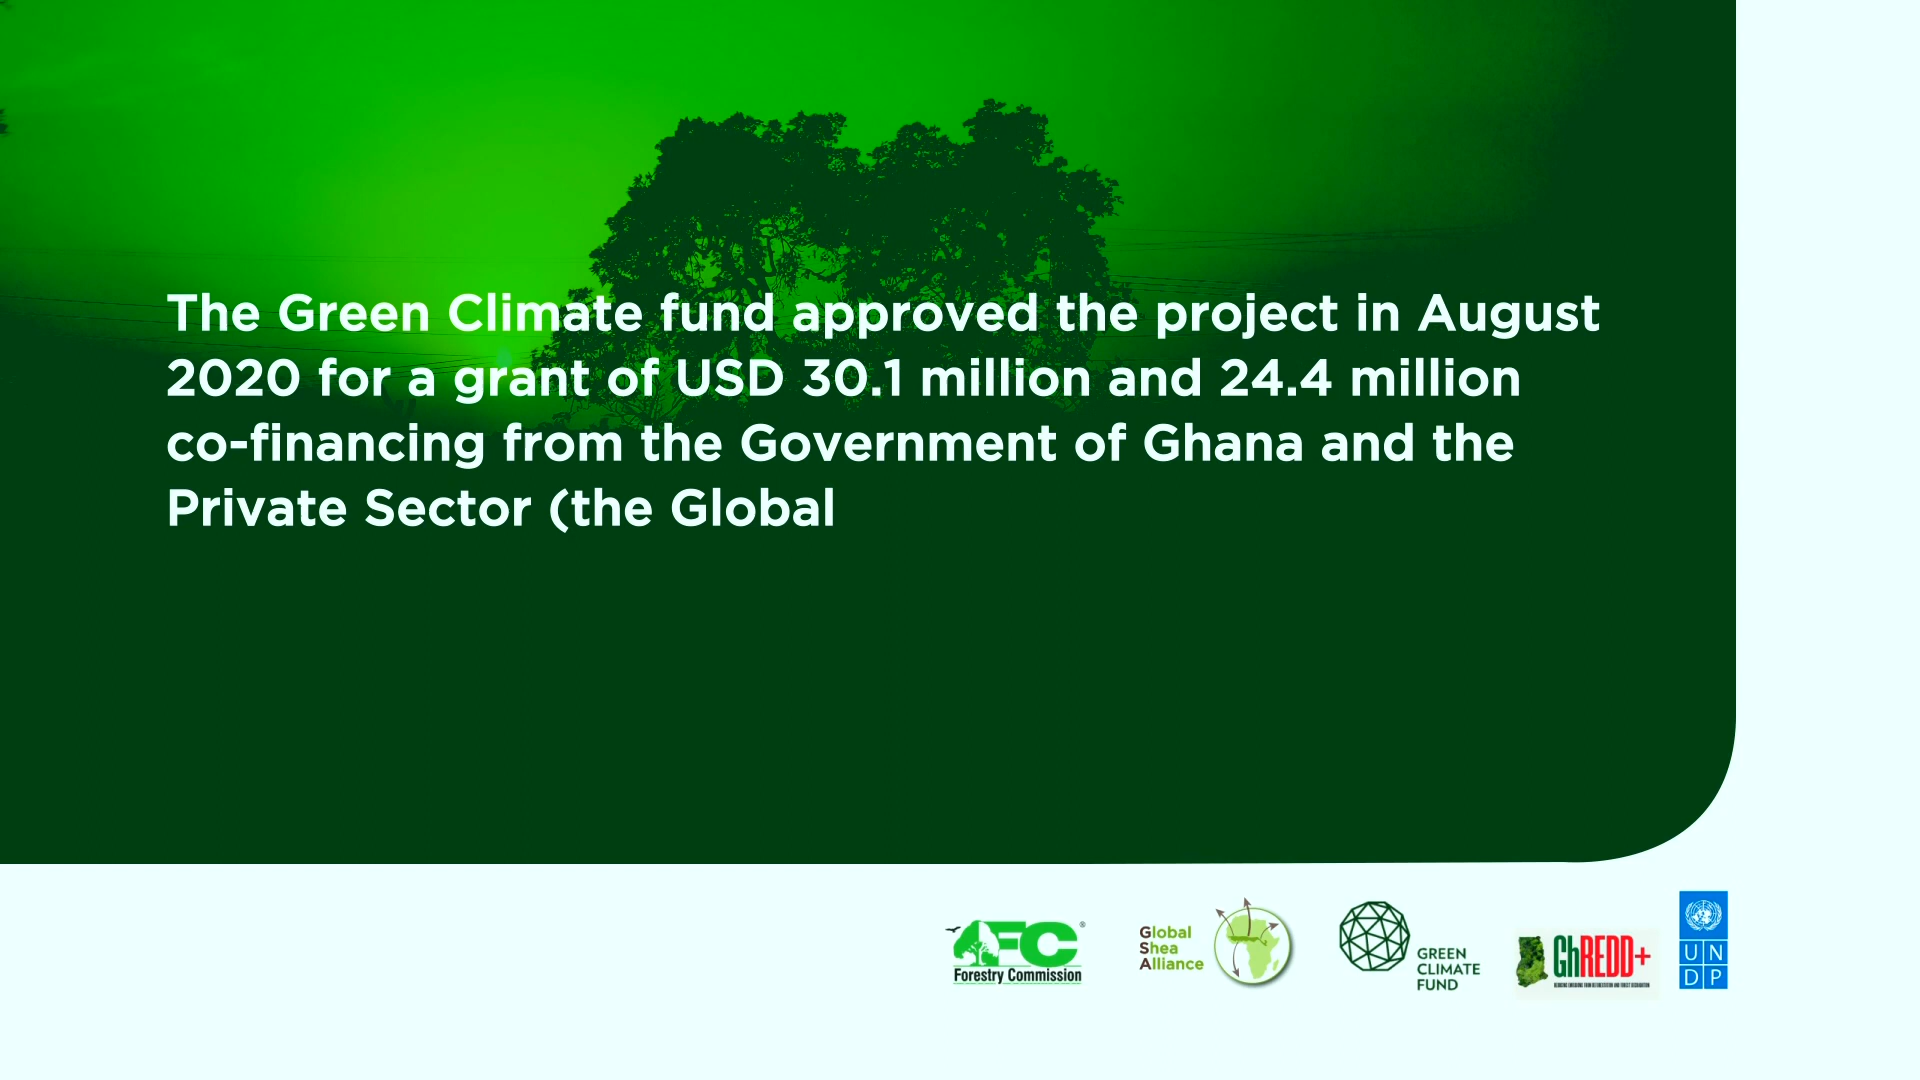 The Green Climate fund approved the project in August
2020 for a grant of USD 30.1 million and 24.4 million
co-financing from the Government of Ghana and the
Private Sector (the Global
FC®
Forestry Commission
Global
Shea
Alliance
GREEN
CLIMATE
FUND
GhREDD+
U N
D P